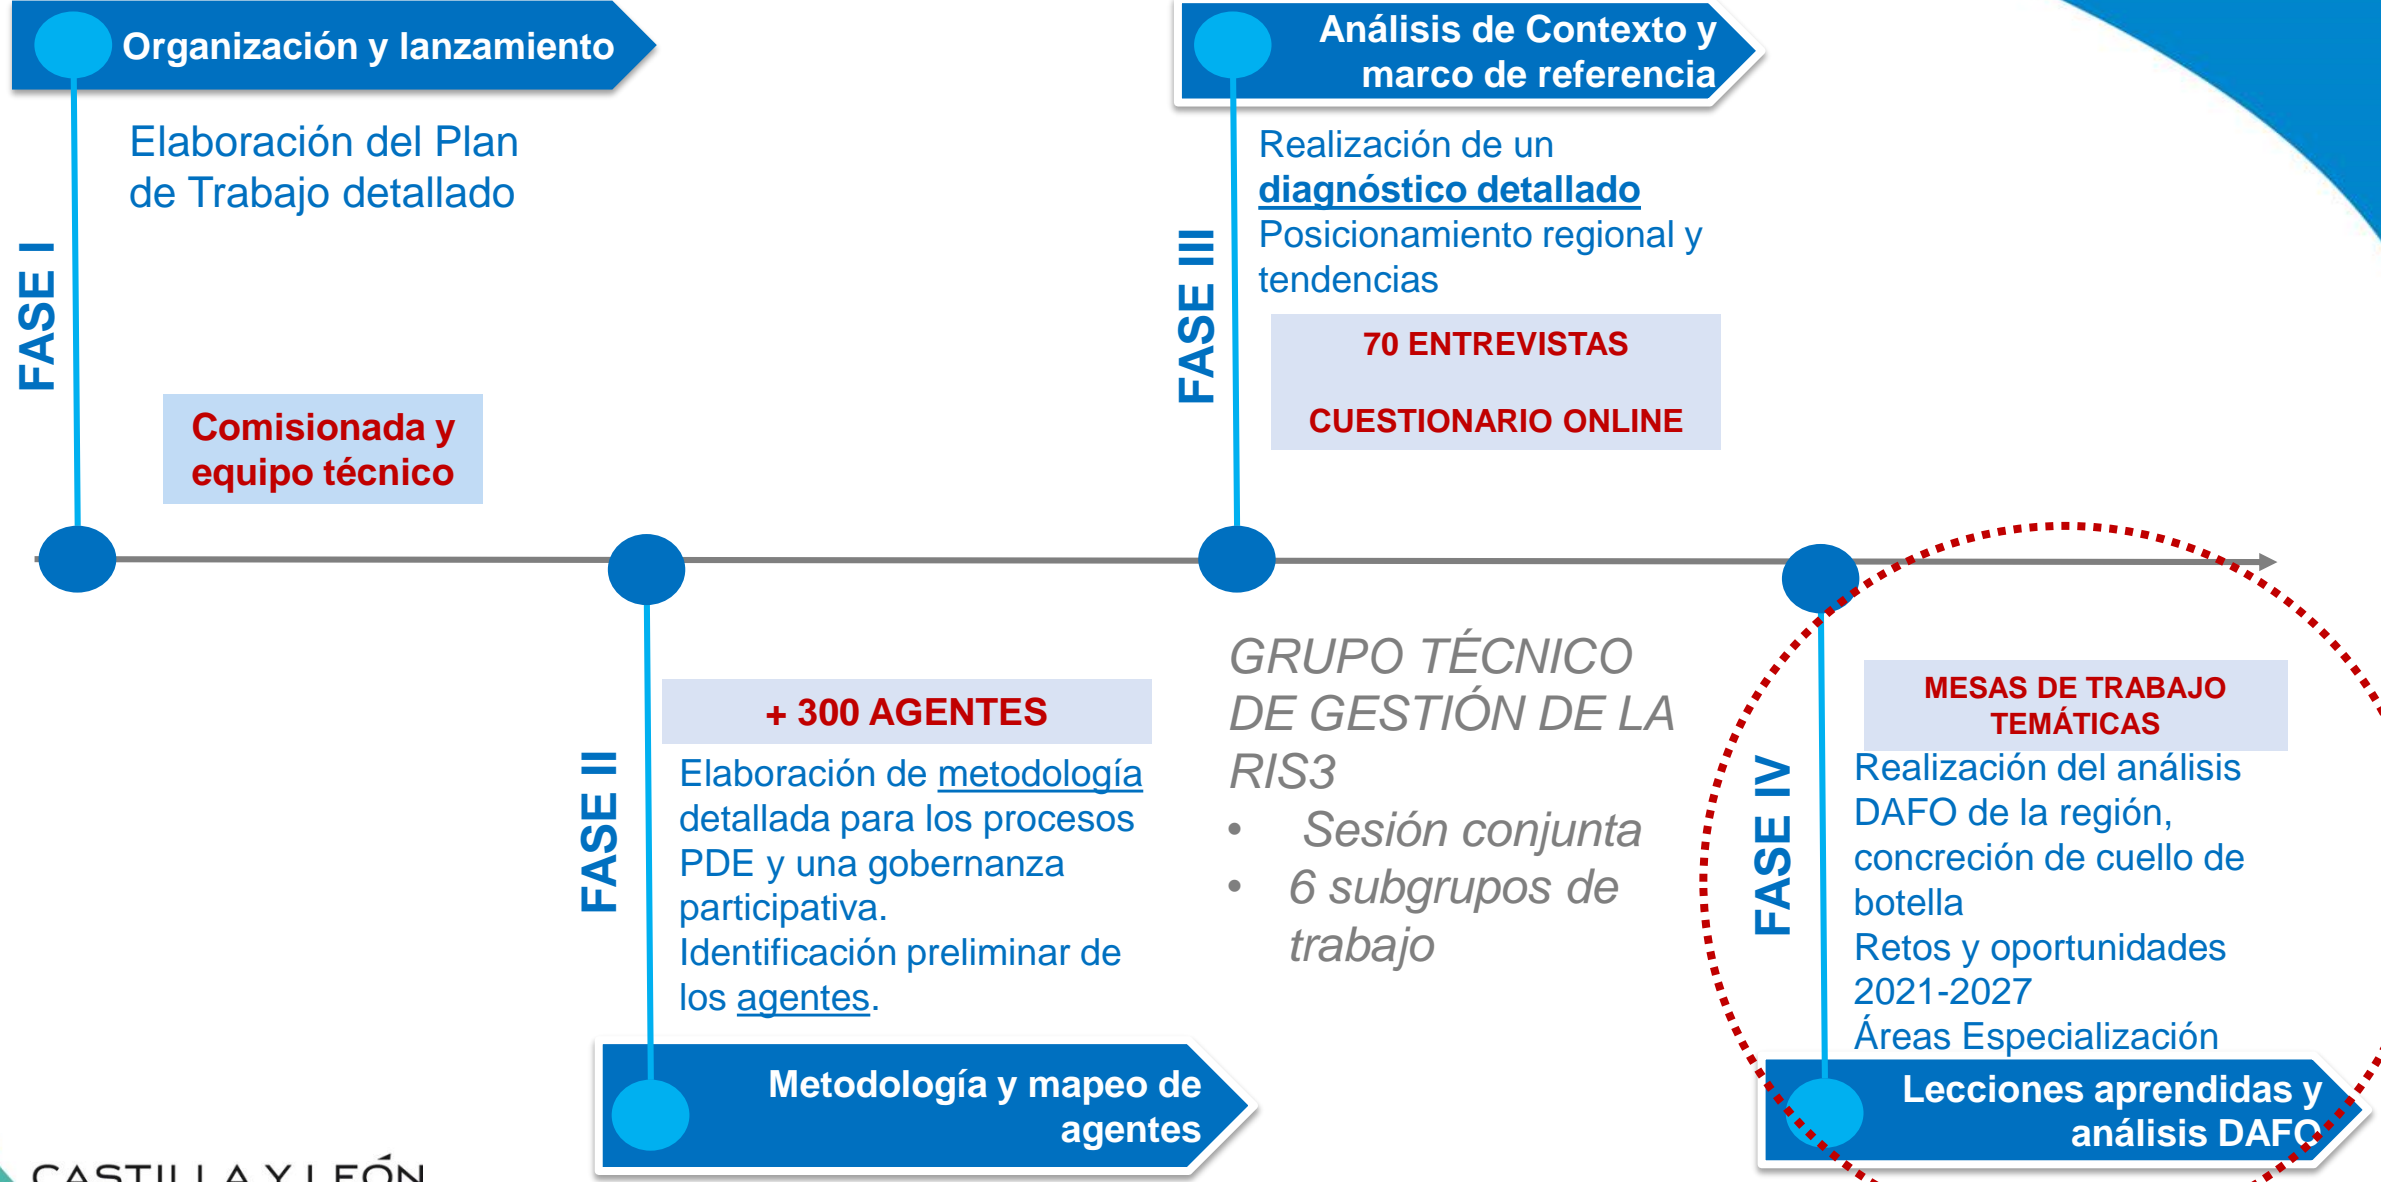 Organización y lanzamiento
Elaboración del Plan
de Trabajo detallado
FASE I
Comisionada y
equipo técnico
+ 300 AGENTES
FASE II
Elaboración de metodología
detallada para los procesos
PDE y una gobernanza
participativa.
Identificación preliminar de
los agentes.
Metodología y mapeo de
agentes
Análisis de Contexto y
marco de referencia
Realización de un
diagnóstico detallado
Posicionamiento regional y
tendencias
FASE III
70 ENTREVISTAS
CUESTIONARIO ONLINE
GRUPO TÉCNICO
DE GESTIÓN DE LA
RIS3
• Sesión conjunta
• 6 subgrupos de
trabajo
MESAS DE TRABAJO
TEMÁTICAS
FASE IV
Realización del análisis
DAFO de la región,
concreción de cuello de
botella
Retos y oportunidades
2021-2027
Áreas Especialización
Lecciones aprendidas y
análisis DAFO
CASTILLA Y LEÓN